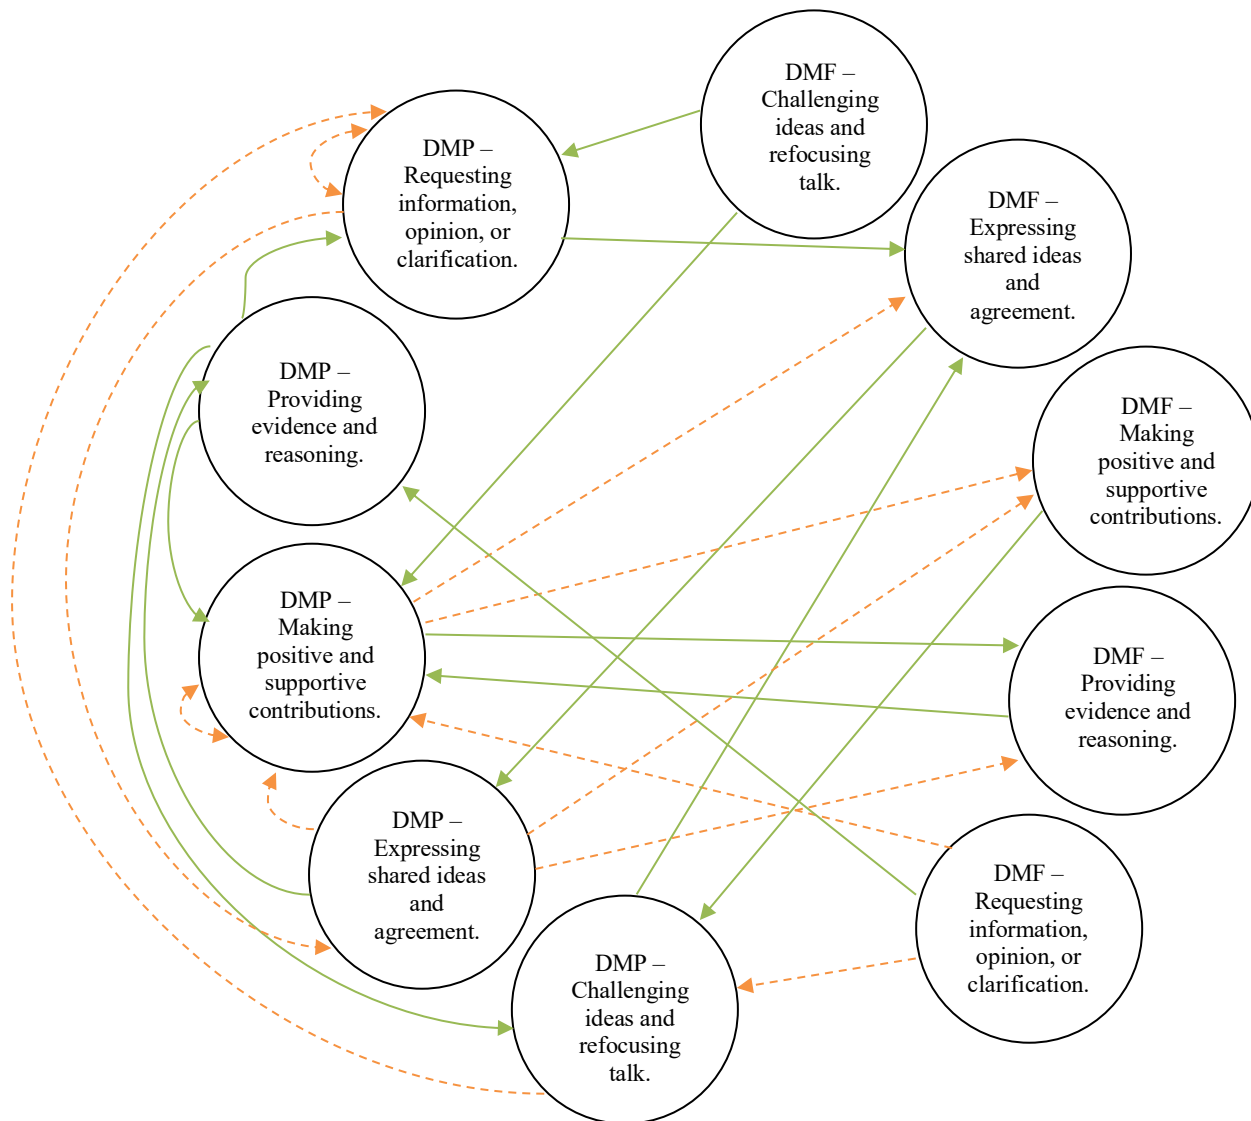 DMF –
Challenging
ideas and
refocusing
talk.
DMP –
Requesting
information,
opinion, or
clarification.
DMF –
Expressing
shared ideas
and
agreement.
DMP –
Providing
evidence and
reasoning.
DMF –
Making
positive and
supportive
contributions.
DMP –
Making
positive and
supportive
contributions.
DMF –
Providing
evidence and
reasoning.
DMP –
Expressing
shared ideas
and
agreement.
DMF –
Requesting
information,
opinion, or
clarification.
DMP –
Challenging
ideas and
refocusing
talk.